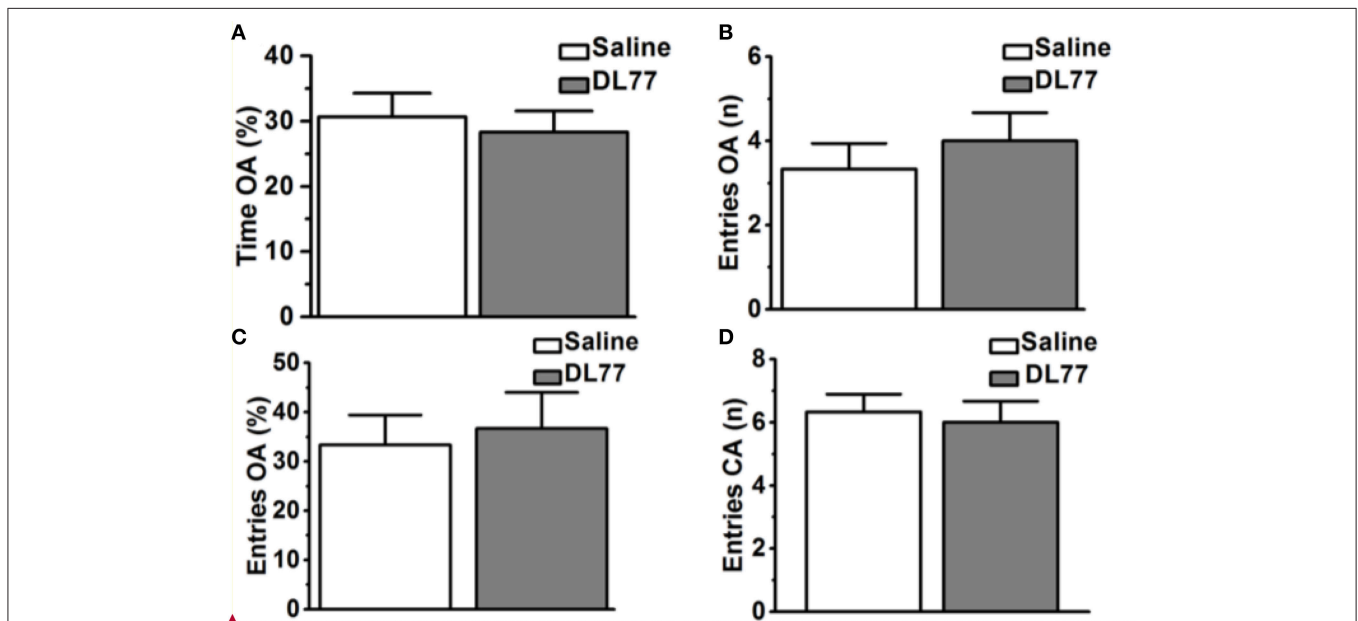 A
Saline
DL77
Time OA (%)
40
30
20
10
0
B
Saline
DL77
Entries OA (n)
6
4
2
0
C
Saline
DL77
Entries OA (%)
50
40
30
20
10
0
D
Saline
DL77
Entries CA (n)
8
6
4
2
0